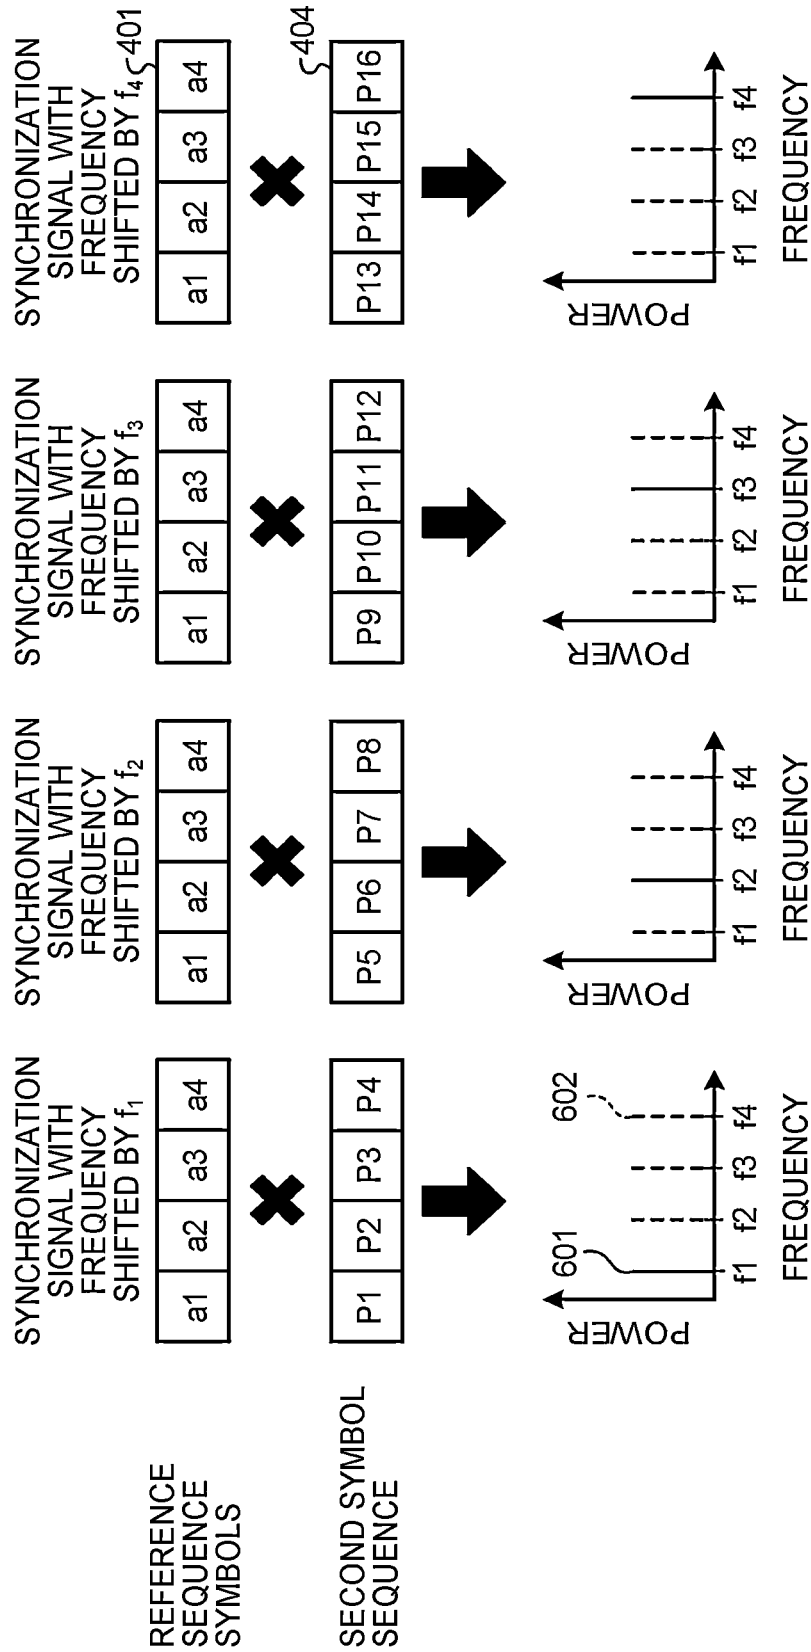 SYNCHRONIZATION
SIGNAL WITH
FREQUENCY
SHIFTED BY f1
SYNCHRONIZATION
SIGNAL WITH
FREQUENCY
SHIFTED BY f2
SYNCHRONIZATION
SIGNAL WITH
FREQUENCY
SHIFTED BY f3
SYNCHRONIZATION
SIGNAL WITH
FREQUENCY
SHIFTED BY f4
401
REFERENCE
SEQUENCE
SYMBOLS
a1 a2 a3 a4
a1 a2 a3 a4
a1 a2 a3 a4
a1 a2 a3 a4
404
SECOND SYMBOL
SEQUENCE
P1 P2 P3 P4
P5 P6 P7 P8
P9 P10 P11 P12
P13 P14 P15 P16
POWER
601
602
f1 f2 f3 f4
FREQUENCY
POWER
f1 f2 f3 f4
FREQUENCY
POWER
f1 f2 f3 f4
FREQUENCY
POWER
f1 f2 f3 f4
FREQUENCY